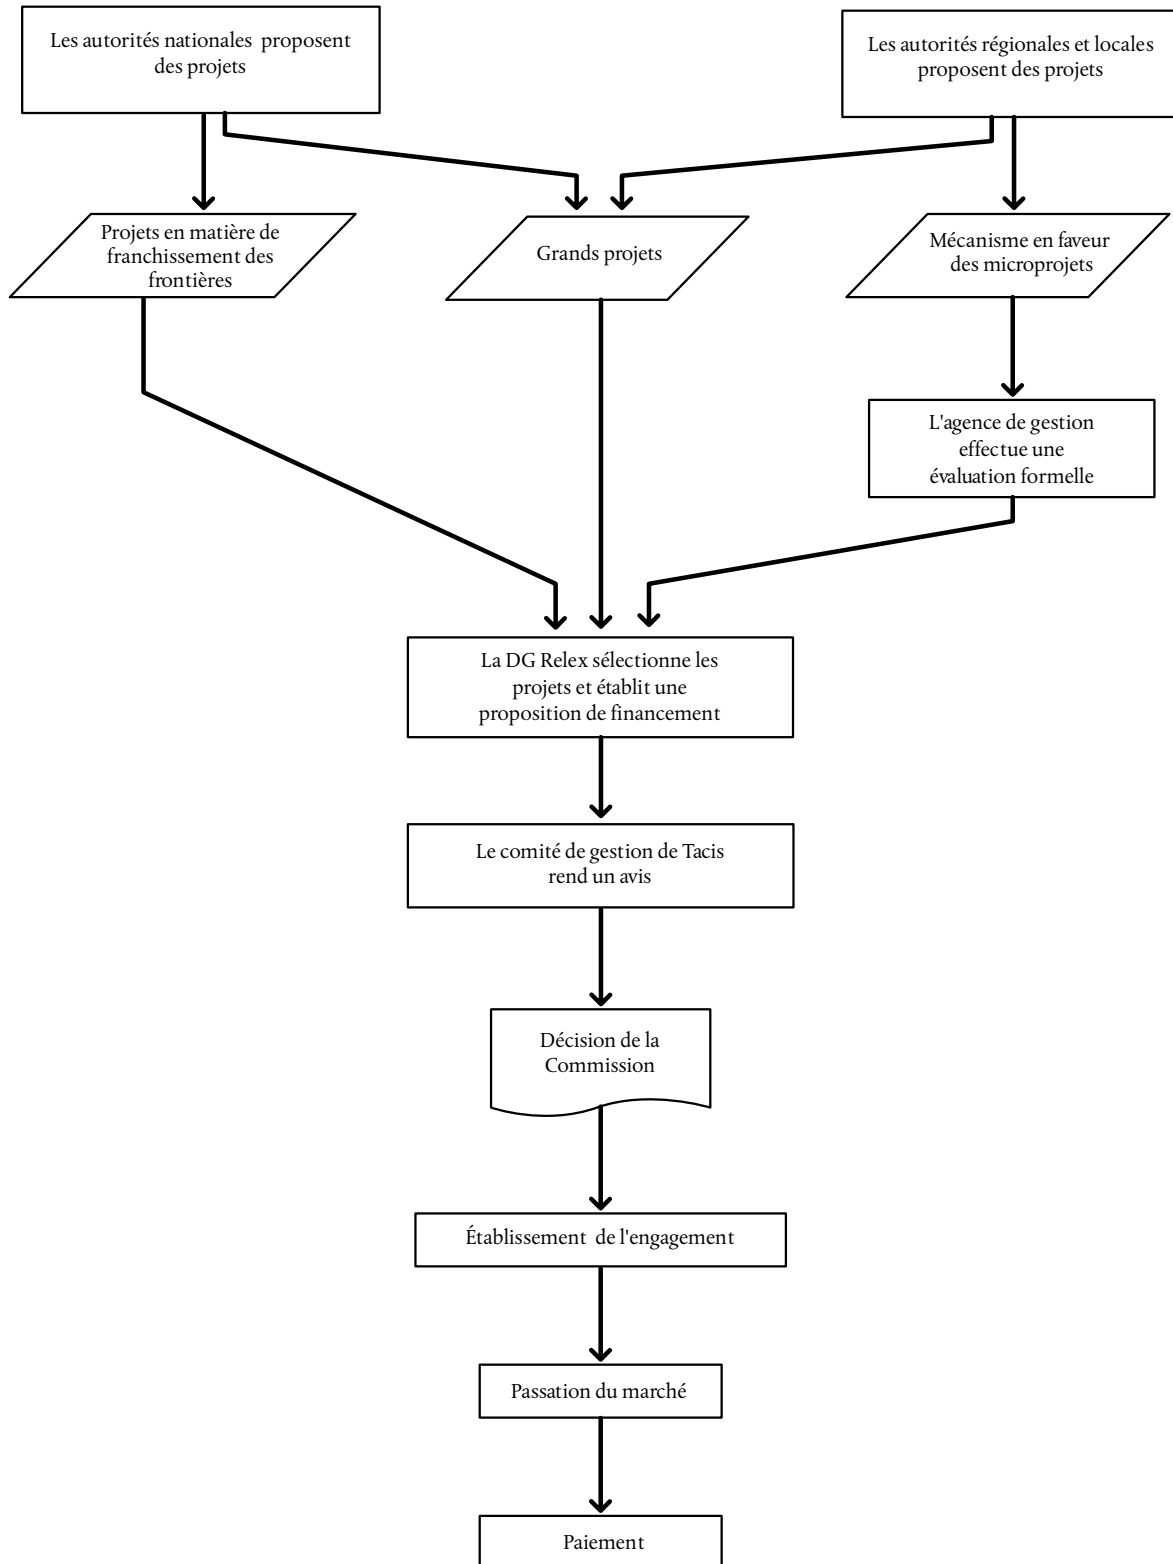 Les autorités nationales proposent
des projets
Les autorités régionales et locales
proposent des projets
Projets en matière de
franchissement des
frontières
Grands projets
Mécanisme en faveur
des microprojets
L'agence de gestion
effectue une
évaluation formelle
La DG Relex sélectionne les
projets et établit une
proposition de financement
Le comité de gestion de Tacis
rend un avis
Décision de la
Commission
Établissement de l'engagement
Passation du marché
Paiement